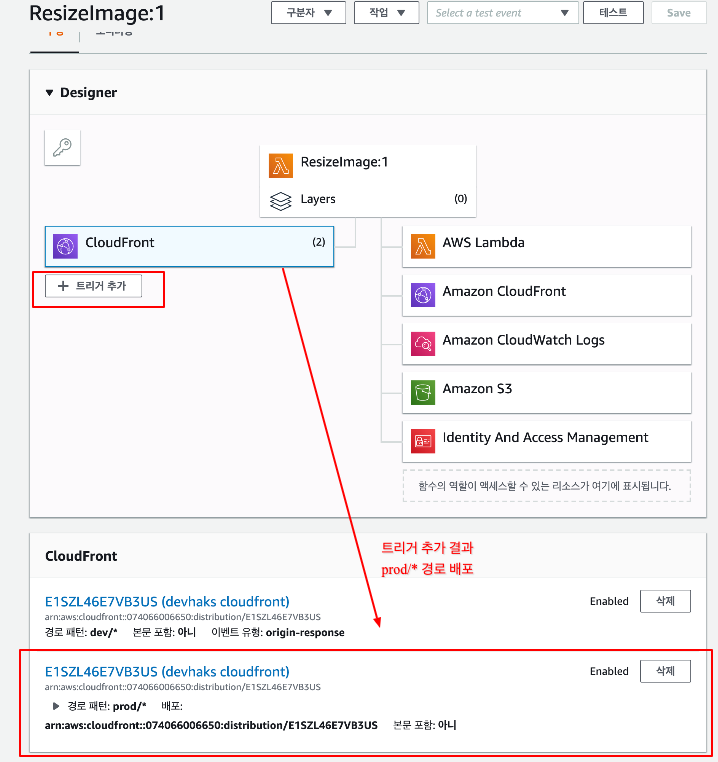 ResizeImage:1
구분자
작업
Select a test event
테스트
Save
구성
모니터링
Designer
ResizeImage:1
Layers
(0)
CloudFront
(2)
트리거 추가
AWS Lambda
Amazon CloudFront
Amazon CloudWatch Logs
Amazon S3
Identity And Access Management
함수의 역할이 액세스할 수 있는 리소스가 여기에 표시됩니다.
CloudFront
트리거 추가 결과
prod/* 경로 배포
E1SZL46E7VB3US (devhaks cloudfront)
Enabled
삭제
arn:aws:cloudfront::074066006650:distribution/E1SZL46E7VB3US
경로 패턴: dev/* 본문 포함: 아니 이벤트 유형: origin-response
E1SZL46E7VB3US (devhaks cloudfront)
Enabled
삭제
arn:aws:cloudfront::074066006650:distribution/E1SZL46E7VB3US
경로 패턴: prod/* 배포:
arn:aws:cloudfront::074066006650:distribution/E1SZL46E7VB3US 본문 포함: 아니